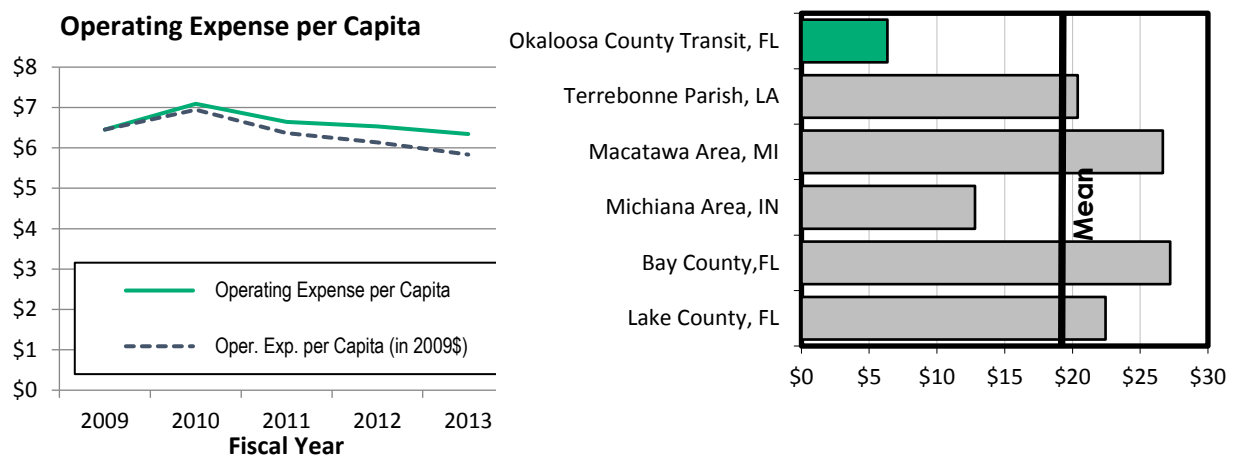 Operating Expense per Capita
$8
$7
$6
$5
$4
$3
$2
$1
$0
Operating Expense per Capita
Oper. Exp. per Capita (in 2009$)
2009 2010 2011 2012 2013
Fiscal Year
Okaloosa County Transit, FL
Terrebonne Parish, LA
Macatawa Area, MI
Michiana Area, IN
Bay County,FL
Lake County, FL
Mean
$0 $5 $10 $15 $20 $25 $30